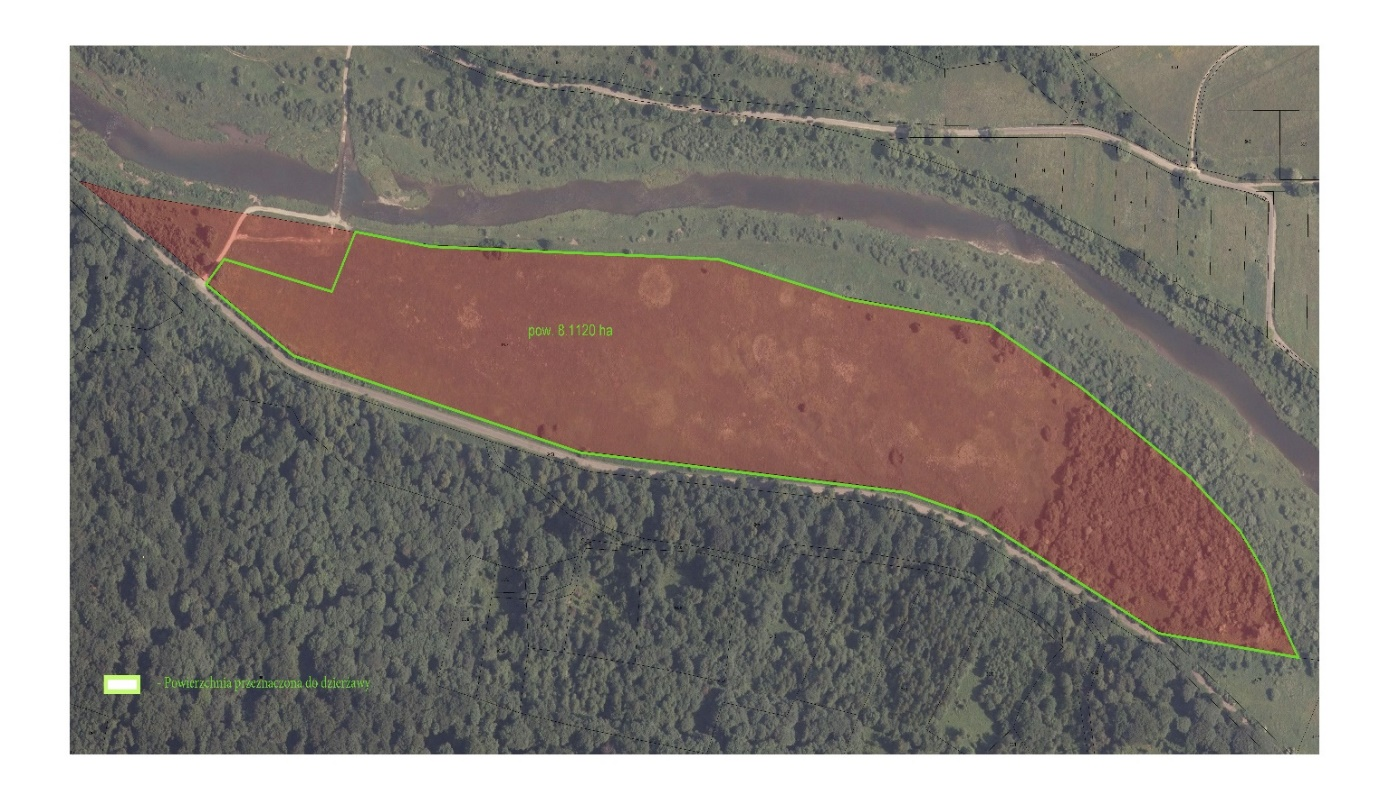 pow. 8.1120 ha
- Powierzchnia przeznaczona do dzierżawy